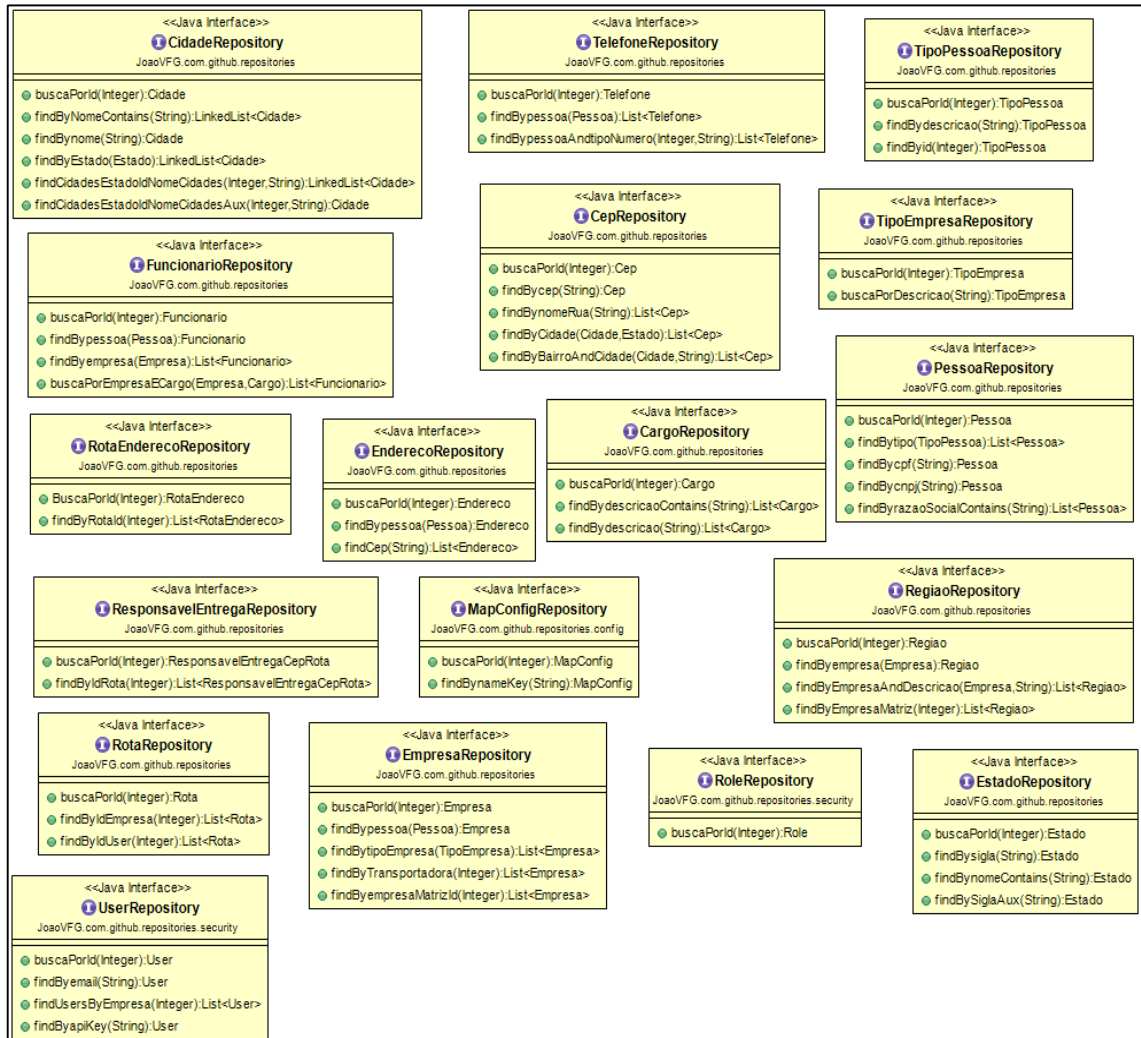 <<Java Interface>>
CidadeRepository
JoaoVFG.com.github.repositories
buscaPorId(Integer):Cidade
findByNomeContains(String):LinkedList<Cidade>
findBynome(String):Cidade
findByEstado(Estado):LinkedList<Cidade>
findCidadesEstadoIdNomeCidades(Integer,String):LinkedList<Cidade>
findCidadesEstadoIdNomeCidadesAux(Integer,String):Cidade
<<Java Interface>>
TelefoneRepository
JoaoVFG.com.github.repositories
buscaPorId(Integer):Telefone
findBypessoa(Pessoa):List<Telefone>
findBypessoaAndtipoNumero(Integer,String):List<Telefone>
<<Java Interface>>
TipoPessoaRepository
JoaoVFG.com.github.repositories
buscaPorId(Integer):TipoPessoa
findBydescricao(String):TipoPessoa
findByid(Integer):TipoPessoa
<<Java Interface>>
CepRepository
JoaoVFG.com.github.repositories
buscaPorId(Integer):Cep
findBycep(String):Cep
findBynomeRua(String):List<Cep>
findByCidade(Cidade,Estado):List<Cep>
findByBairroAndCidade(Cidade,String):List<Cep>
<<Java Interface>>
TipoEmpresaRepository
JoaoVFG.com.github.repositories
buscaPorId(Integer):TipoEmpresa
buscaPorDescricao(String):TipoEmpresa
<<Java Interface>>
FuncionarioRepository
JoaoVFG.com.github.repositories
buscaPorId(Integer):Funcionario
findBypessoa(Pessoa):Funcionario
findByempresa(Empresa):List<Funcionario>
buscaPorEmpresaECargo(Empresa,Cargo):List<Funcionario>
<<Java Interface>>
PessoaRepository
JoaoVFG.com.github.repositories
buscaPorId(Integer):Pessoa
findBytipo(TipoPessoa):List<Pessoa>
findBycpf(String):Pessoa
findBycnpj(String):Pessoa
findByrazaoSocialContains(String):List<Pessoa>
<<Java Interface>>
RotaEnderecoRepository
JoaoVFG.com.github.repositories
BuscaPorId(Integer):RotaEndereco
findByRotaId(Integer):List<RotaEndereco>
<<Java Interface>>
EnderecoRepository
JoaoVFG.com.github.repositories
buscaPorId(Integer):Endereco
findBypessoa(Pessoa):Endereco
findCep(String):List<Endereco>
<<Java Interface>>
CargoRepository
JoaoVFG.com.github.repositories
buscaPorId(Integer):Cargo
findBydescricaoContains(String):List<Cargo>
findBydescricao(String):List<Cargo>
<<Java Interface>>
ResponsavelEntregaRepository
JoaoVFG.com.github.repositories
buscaPorId(Integer):ResponsavelEntregaCepRota
findByIdRota(Integer):List<ResponsavelEntregaCepRota>
<<Java Interface>>
MapConfigRepository
JoaoVFG.com.github.repositories.config
buscaPorId(Integer):MapConfig
findBynameKey(String):MapConfig
<<Java Interface>>
RegiaoRepository
JoaoVFG.com.github.repositories
buscaPorId(Integer):Regiao
findByempresa(Empresa):Regiao
findByEmpresaAndDescricao(Empresa,String):List<Regiao>
findByEmpresaMatriz(Integer):List<Regiao>
<<Java Interface>>
RotaRepository
JoaoVFG.com.github.repositories
buscaPorId(Integer):Rota
findByIdEmpresa(Integer):List<Rota>
findByIdUser(Integer):List<Rota>
<<Java Interface>>
EmpresaRepository
JoaoVFG.com.github.repositories
buscaPorId(Integer):Empresa
findBypessoa(Pessoa):Empresa
findBytipoEmpresa(TipoEmpresa):List<Empresa>
findByTransportadora(Integer):List<Empresa>
findByempresaMatrizId(Integer):List<Empresa>
<<Java Interface>>
RoleRepository
JoaoVFG.com.github.repositories.security
buscaPorId(Integer):Role
<<Java Interface>>
EstadoRepository
JoaoVFG.com.github.repositories
buscaPorId(Integer):Estado
findBysigla(String):Estado
findBynomeContains(String):Estado
findBySiglaAux(String):Estado
<<Java Interface>>
UserRepository
JoaoVFG.com.github.repositories.security
buscaPorId(Integer):User
findByemail(String):User
findUsersByEmpresa(Integer):List<User>
findByapiKey(String):User